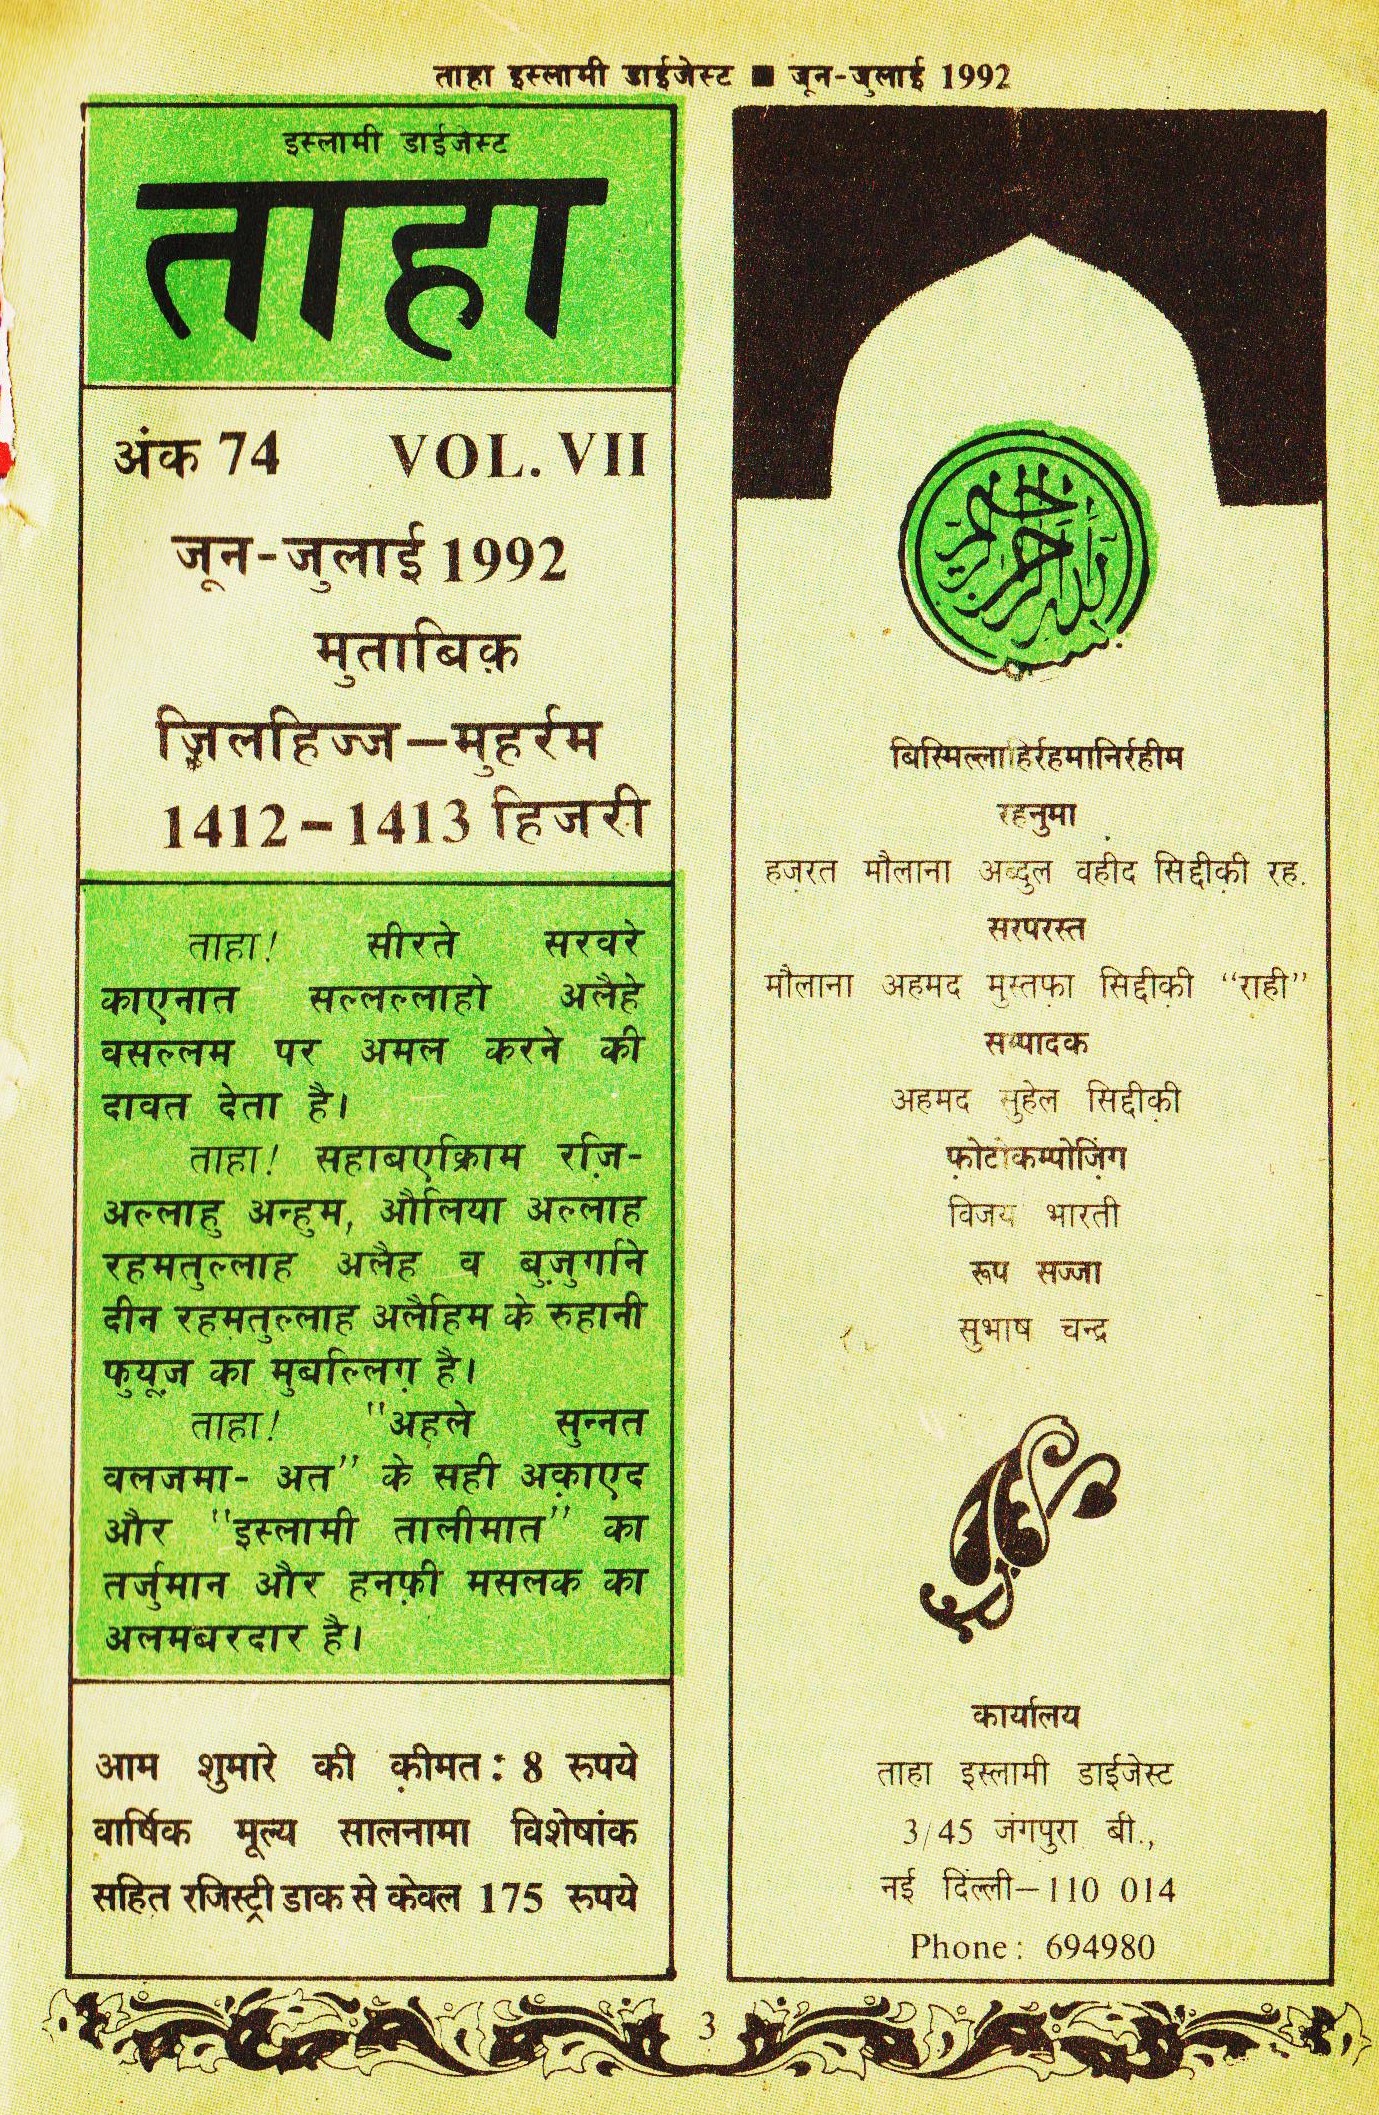 ताहा इस्लामी डाईजेस्ट ■ जून-जुलाई 1992
इस्लामी डाईजेस्ट
ताहा
अंक 74 VOL. VII
जून-जुलाई 1992
मुताबिक़
ज़िलहिज्ज–मुहर्रम
1412–1413 हिजरी
ताहा! सीरते सरवरे
काएनात सल्लल्लाहो अलैहे
वसल्लम पर अमल करने की
दावत देता है।
ताहा! सहाबएक्रिाम रज़ि-
अल्लाहु अन्हुम, औलिया अल्लाह
रहमतुल्लाह अलैह व बुज़ुर्गाने
दीन रहमतुल्लाह अलैहिम के रुहानी
फ़ुयूज़ का मुबल्लिग़ है।
ताहा! "अहले सुन्नत
वलजमा- अत" के सही अक़ाएद
और "इस्लामी तालीमात" का
तर्जुमान और हनफ़ी मसलक का
अलमबरदार है।
आम शुमारे की क़ीमत: 8 रूपये
वार्षिक मूल्य सालनामा विशेषांक
सहित रजिस्ट्री डाक से केवल 175 रूपये
بسم الله الرحمن الرحيم
बिस्मिल्लाहिर्रहमानिर्रहीम
रहनुमा
हज़रत मौलाना अब्दुल वहीद सिद्दीक़ी रह.
सरपरस्त
मौलाना अहमद मुस्तफ़ा सिद्दीक़ी "राही"
सम्पादक
अहमद सुहेल सिद्दीक़ी
फ़ोटोकम्पोज़िंग
विजय भारती
रूप सज्जा
सुभाष चन्द्र
कार्यालय
ताहा इस्लामी डाईजेस्ट
3/45 जंगपुरा बी.,
नई दिल्ली–110 014
Phone: 694980
3